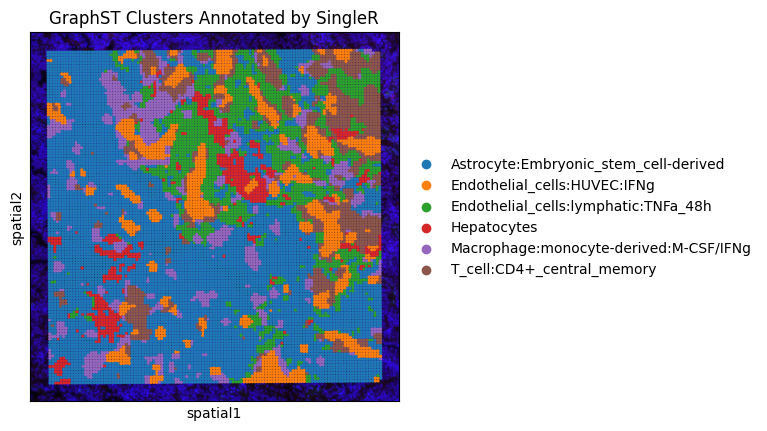 GraphST Clusters Annotated by SingleR
spatial2
spatial1
Astrocyte:Embryonic_stem_cell-derived
Endothelial_cells:HUVEC:IFNg
Endothelial_cells:lymphatic:TNFa_48h
Hepatocytes
Macrophage:monocyte-derived:M-CSF/IFNg
T_cell:CD4+_central_memory